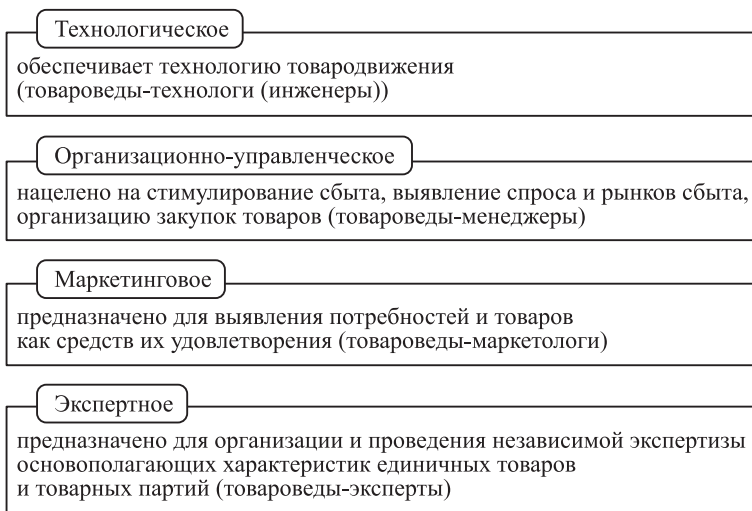 Технологическое
обеспечивает технологию товародвижения
(товароведы-технологи (инженеры))
Организационно-управленческое
нацелено на стимулирование сбыта, выявление спроса и рынков сбыта,
организацию закупок товаров (товароведы-менеджеры)
Маркетинговое
предназначено для выявления потребностей и товаров
как средств их удовлетворения (товароведы-маркетологи)
Экспертное
предназначено для организации и проведения независимой экспертизы
основополагающих характеристик единичных товаров
и товарных партий (товароведы-эксперты)